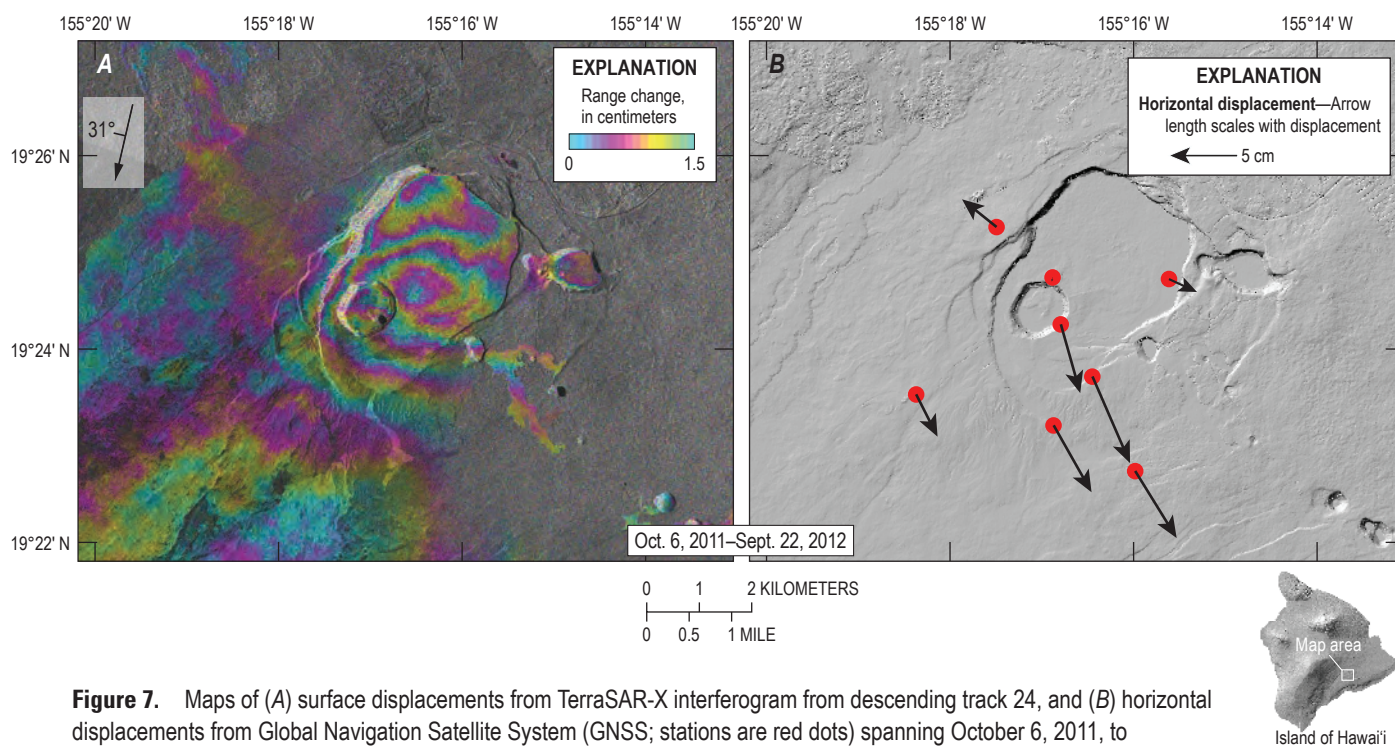 155°20' W 155°18' W 155°16' W 155°20' W 155°18' W 155°16' W 155°14' W
A
EXPLANATION
Range change,
in centimeters
0 1.5
31°
19°26' N
19°24' N
19°22' N
B
EXPLANATION
Horizontal displacement—Arrow
length scales with displacement
5 cm
Oct. 6, 2011–Sept. 22, 2012
0 1 2 KILOMETERS
0 0.5 1 MILE
Map area
Island of Hawaiʻi
Figure 7. Maps of (A) surface displacements from TerraSAR-X interferogram from descending track 24, and (B) horizontal
displacements from Global Navigation Satellite System (GNSS; stations are red dots) spanning October 6, 2011, to